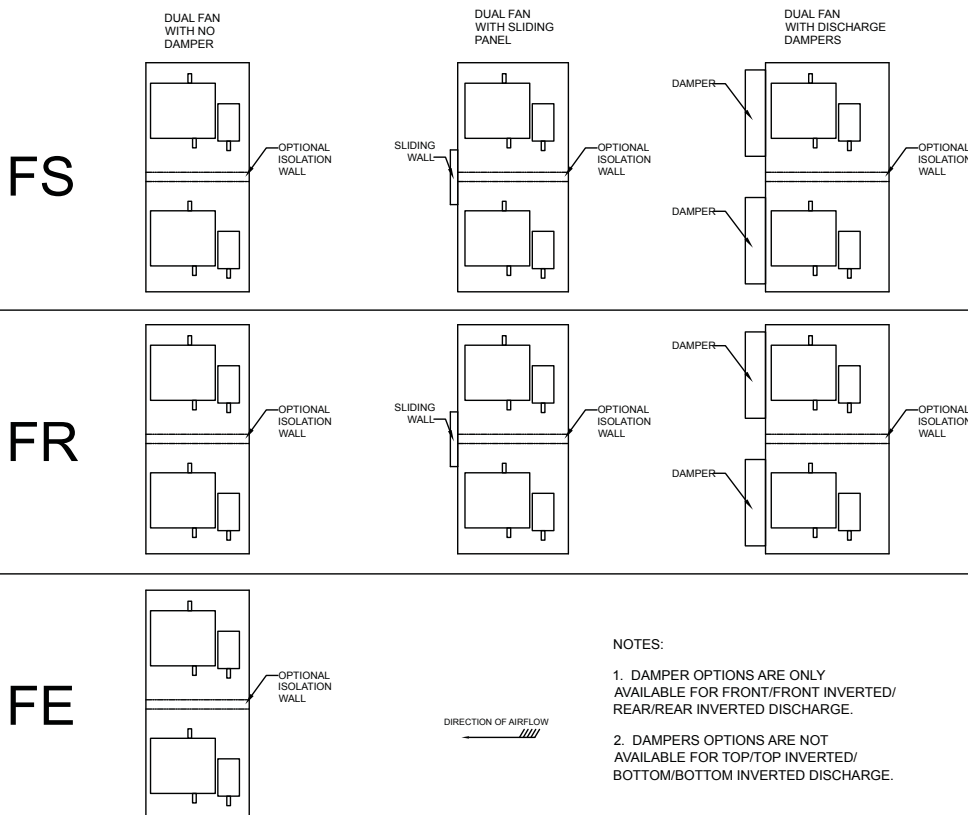 DUAL FAN
WITH NO
DAMPER
DUAL FAN
WITH SLIDING
PANEL
DUAL FAN
WITH DISCHARGE
DAMPERS
FS
OPTIONAL
ISOLATION
WALL
SLIDING
WALL
OPTIONAL
ISOLATION
WALL
DAMPER
DAMPER
OPTIONAL
ISOLATION
WALL
FR
OPTIONAL
ISOLATION
WALL
SLIDING
WALL
OPTIONAL
ISOLATION
WALL
DAMPER
DAMPER
OPTIONAL
ISOLATION
WALL
FE
OPTIONAL
ISOLATION
WALL
DIRECTION OF AIRFLOW
NOTES:
1. DAMPER OPTIONS ARE ONLY
AVAILABLE FOR FRONT/FRONT INVERTED/
REAR/REAR INVERTED DISCHARGE.
2. DAMPERS OPTIONS ARE NOT
AVAILABLE FOR TOP/TOP INVERTED/
BOTTOM/BOTTOM INVERTED DISCHARGE.